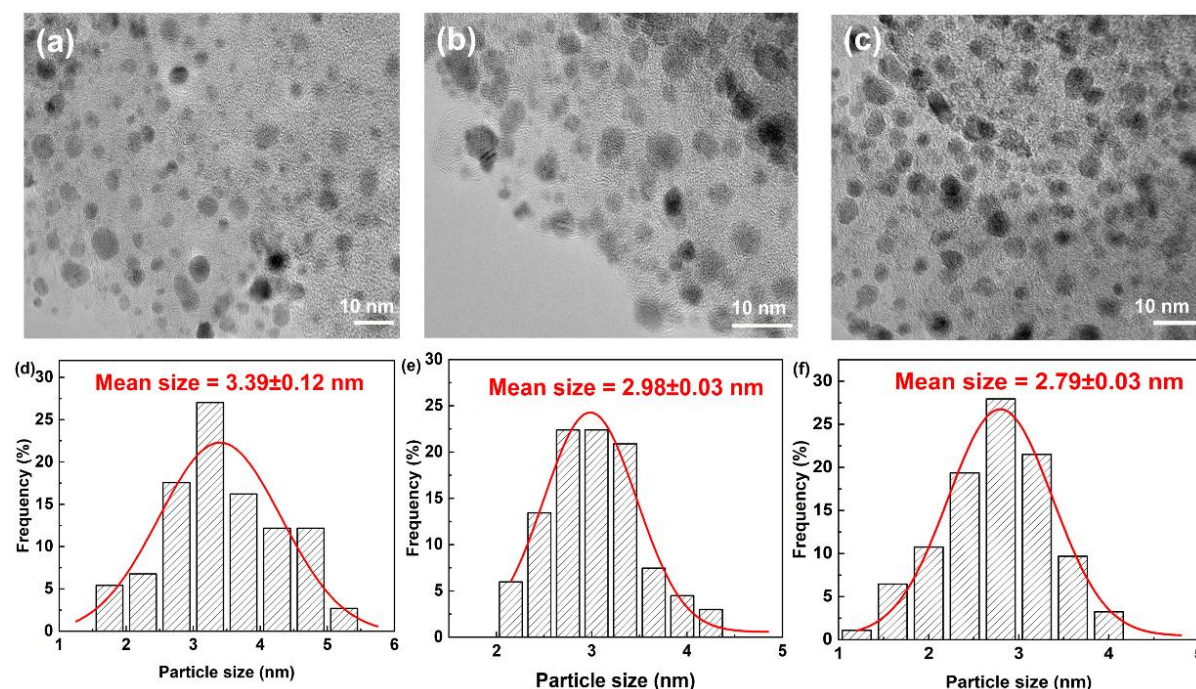 (a)
10 nm
(b)
10 nm
(c)
10 nm
(d)
Mean size = 3.39±0.12 nm
Frequency (%)
30
25
20
15
10
5
0
1 2 3 4 5 6
Particle size (nm)
(e)
Mean size = 2.98±0.03 nm
Frequency (%)
30
25
20
15
10
5
0
2 3 4 5
Particle size (nm)
(f)
Mean size = 2.79±0.03 nm
Frequency (%)
30
25
20
15
10
5
0
1 2 3 4 5
Particle size (nm)